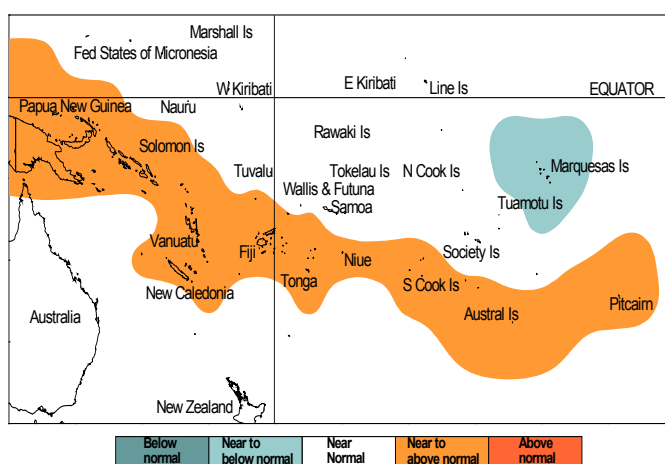 Marshall Is
Fed States of Micronesia
W Kiribati
E Kiribati
Line Is
EQUATOR
Papua New Guinea
Nauru
Rawaki Is
Solomon Is
Marquesas Is
Tuvalu
Tokelau Is
N Cook Is
Wallis & Futuna
Samoa
Tuamotu Is
Vanuatu
Fiji
Niue
Society Is
Tonga
S Cook Is
New Caledonia
Pitcairn
Australia
Austral Is
New Zealand
Below
normal
Near to
below normal
Near
Normal
Near to
above normal
Above
normal